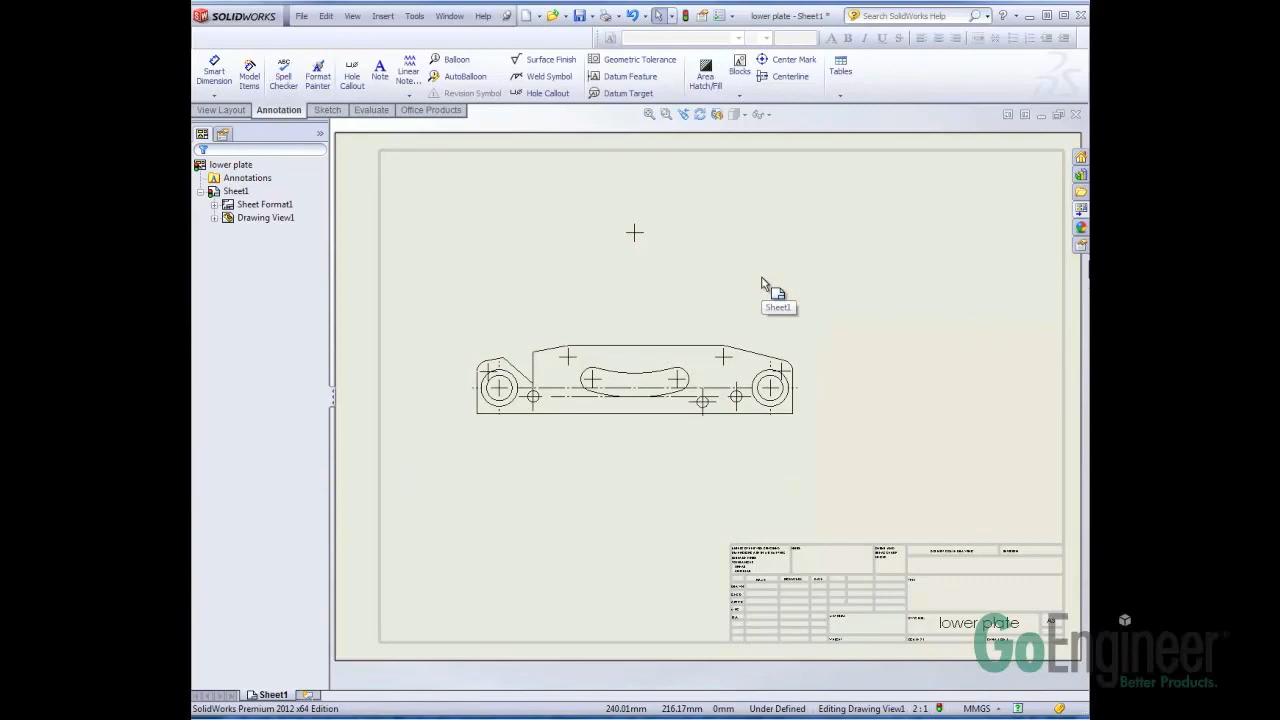 SOLIDWORKS File Edit View Insert Tools Window Help lower plate - Sheet1 * Search SolidWorks Help
Smart Dimension
Model Items
Spell Checker
Format Painter
Hole Callout
Note
Linear Note...
Balloon
AutoBalloon
Revision Symbol
Surface Finish
Weld Symbol
Hole Callout
Geometric Tolerance
Datum Feature
Datum Target
Area Hatch/Fill
Blocks
Center Mark
Centerline
Tables
View Layout Annotation Sketch Evaluate Office Products
lower plate
Annotations
Sheet1
Sheet Format1
Drawing View1
Sheet1
lower plate
A3
GoEngineer
Better Products.
Sheet1
SolidWorks Premium 2012 x64 Edition 240.01mm 216.17mm 0mm Under Defined Editing Drawing View1 2 : 1 MMGS